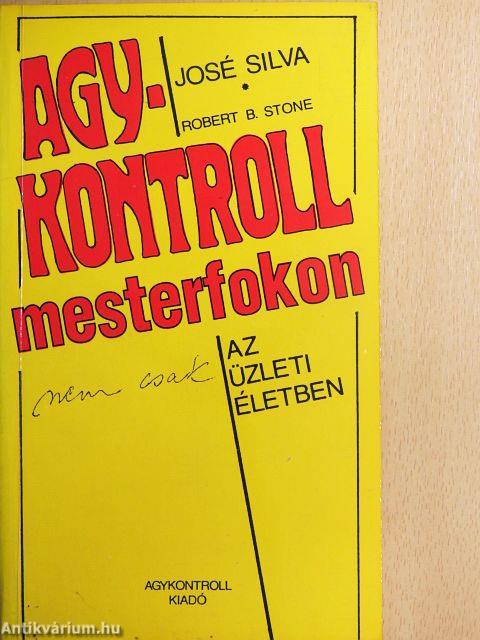 AGY-
JOSÉ SILVA
•
ROBERT B. STONE
KONTROLL
mesterfokon
nem csak
AZ
ÜZLETI
ÉLETBEN
AGYKONTROLL
KIADÓ
Antikvárium.hu